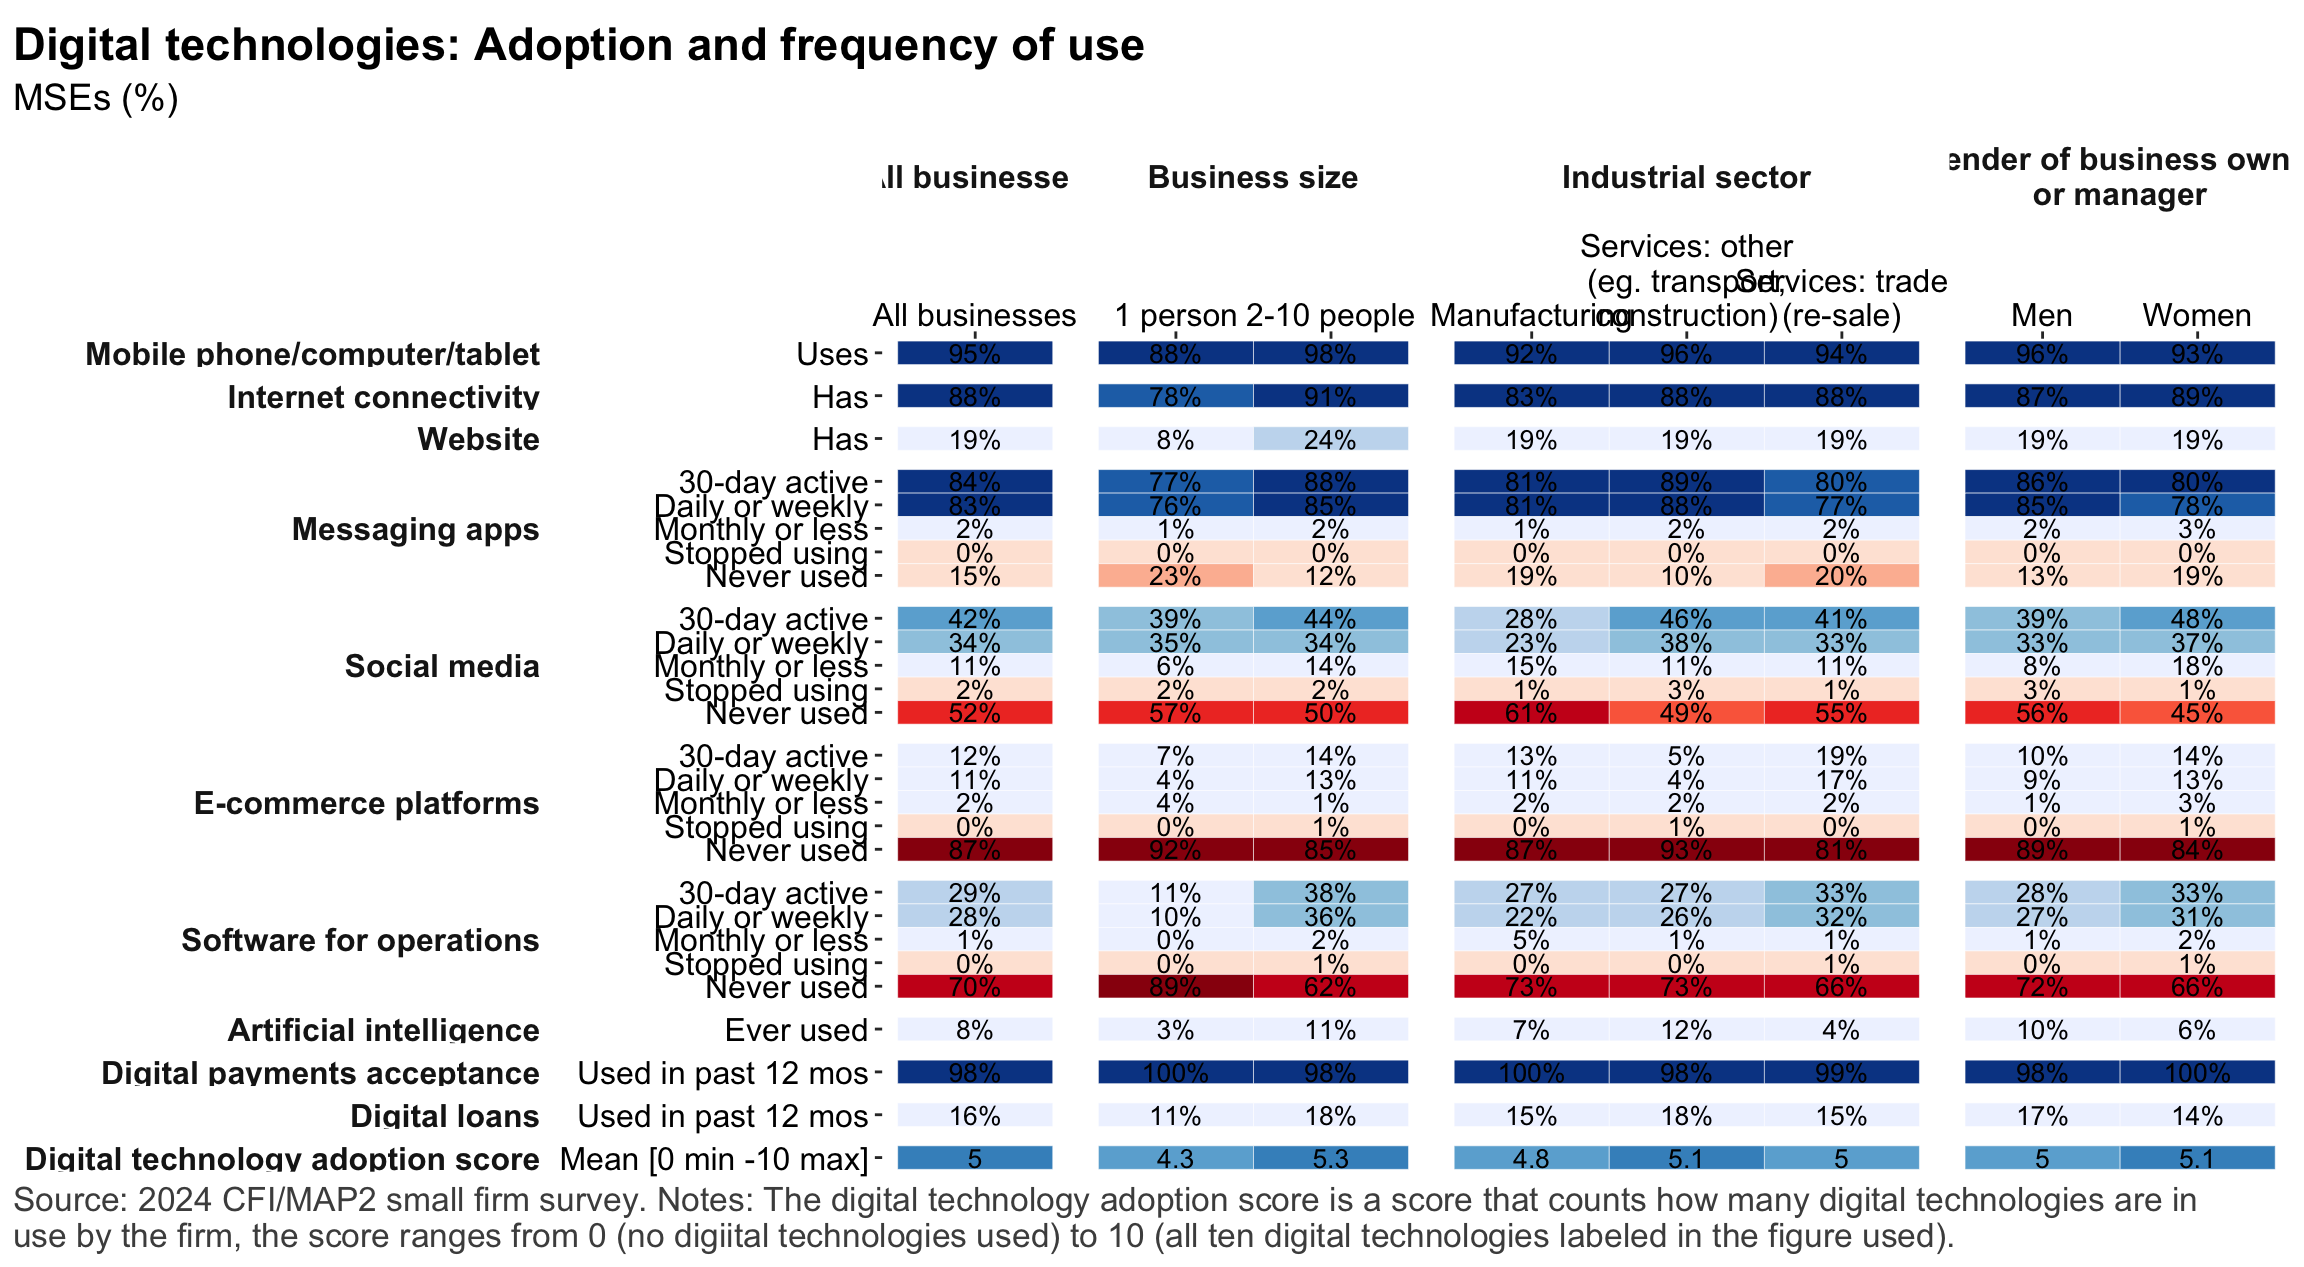 Digital technologies: Adoption and frequency of use
MSEs (%)
ll businesse Business size Industrial sector ender of business own
or manager
Services: other
(eg. transport, Services: trade
All businesses 1 person 2-10 people Manufacturing construction) (re-sale) Men Women
Mobile phone/computer/tablet Uses 95% 88% 98% 92% 96% 94% 96% 93%
Internet connectivity Has 88% 78% 91% 83% 88% 88% 87% 89%
Website Has 19% 8% 24% 19% 19% 19% 19% 19%
30-day active 84% 77% 88% 81% 89% 80% 86% 80%
Daily or weekly 83% 76% 85% 81% 88% 77% 85% 78%
Messaging apps Monthly or less 2% 1% 2% 1% 2% 2% 2% 3%
Stopped using 0% 0% 0% 0% 0% 0% 0% 0%
Never used 15% 23% 12% 19% 10% 20% 13% 19%
30-day active 42% 39% 44% 28% 46% 41% 39% 48%
Daily or weekly 34% 35% 34% 23% 38% 33% 33% 37%
Social media Monthly or less 11% 6% 14% 15% 11% 11% 8% 18%
Stopped using 2% 2% 2% 1% 3% 1% 3% 1%
Never used 52% 57% 50% 61% 49% 55% 56% 45%
30-day active 12% 7% 14% 13% 5% 19% 10% 14%
Daily or weekly 11% 4% 13% 11% 4% 17% 9% 13%
E-commerce platforms Monthly or less 2% 4% 1% 2% 2% 2% 1% 3%
Stopped using 0% 0% 1% 0% 1% 0% 0% 1%
Never used 87% 92% 85% 87% 93% 81% 89% 84%
30-day active 29% 11% 38% 27% 27% 33% 28% 33%
Daily or weekly 28% 10% 36% 22% 26% 32% 27% 31%
Software for operations Monthly or less 1% 0% 2% 5% 1% 1% 1% 2%
Stopped using 0% 0% 1% 0% 0% 1% 0% 1%
Never used 70% 89% 62% 73% 73% 66% 72% 66%
Artificial intelligence Ever used 8% 3% 11% 7% 12% 4% 10% 6%
Digital payments acceptance Used in past 12 mos 98% 100% 98% 100% 98% 99% 98% 100%
Digital loans Used in past 12 mos 16% 11% 18% 15% 18% 15% 17% 14%
Digital technology adoption score Mean [0 min -10 max] 5 4.3 5.3 4.8 5.1 5 5 5.1
Source: 2024 CFI/MAP2 small firm survey. Notes: The digital technology adoption score is a score that counts how many digital technologies are in
use by the firm, the score ranges from 0 (no digiital technologies used) to 10 (all ten digital technologies labeled in the figure used).